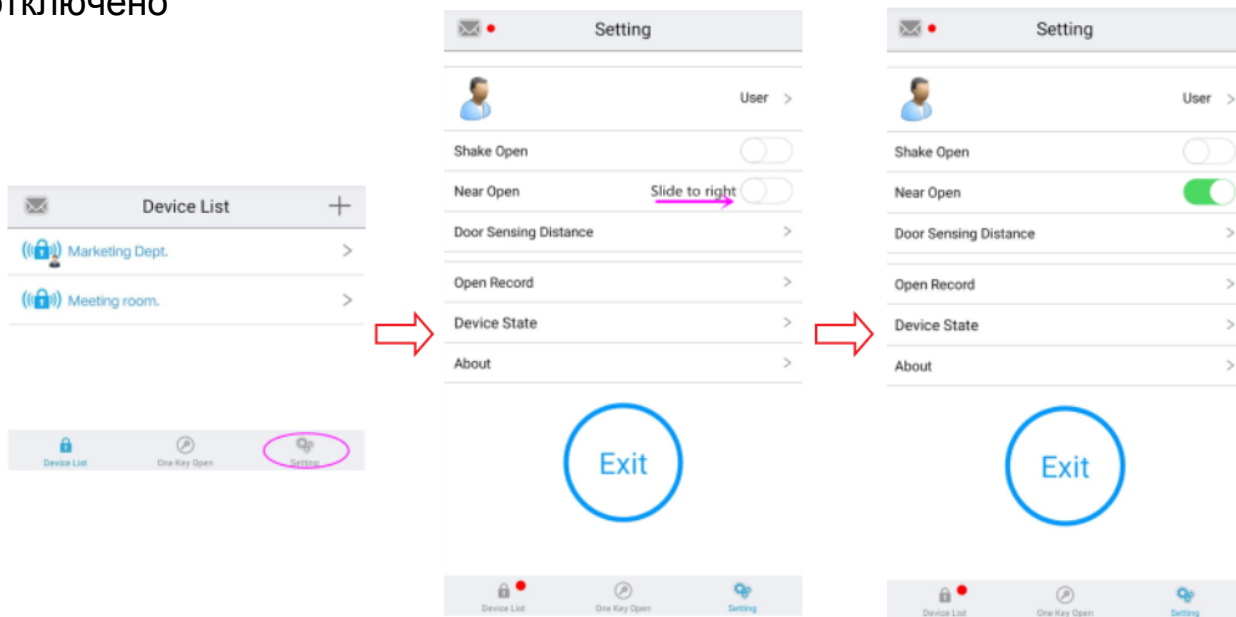 отключено
Device List
Marketing Dept.
Meeting room.
Device List
One Key Open
Setting
Setting
User
Shake Open
Near Open
Slide to right
Door Sensing Distance
Open Record
Device State
About
Exit
Device List
One Key Open
Setting
Setting
User
Shake Open
Near Open
Door Sensing Distance
Open Record
Device State
About
Exit
Device List
One Key Open
Setting